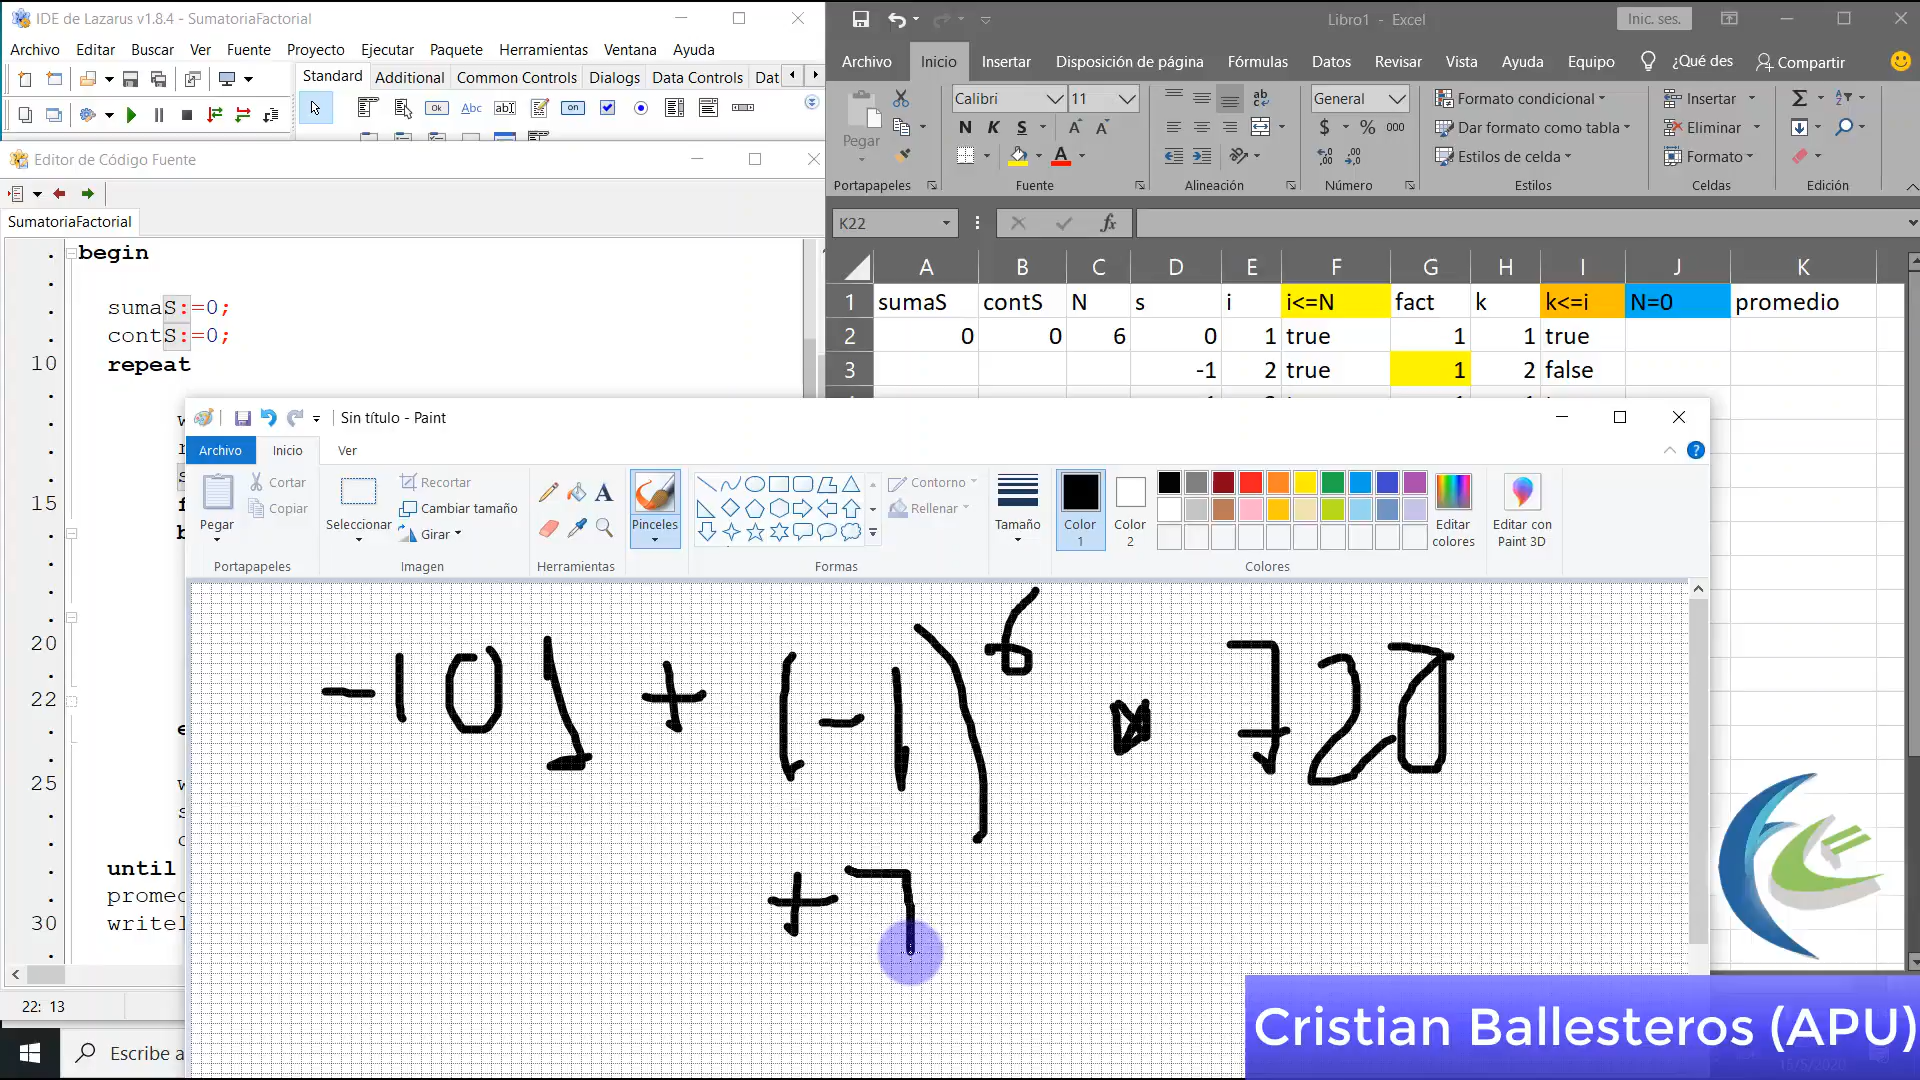 IDE de Lazarus v1.8.4 - SumatoriaFactorial
Archivo Editar Buscar Ver Fuente Proyecto Ejecutar Paquete Herramientas Ventana Ayuda
Standard Additional Common Controls Dialogs Data Controls Dat
Ok Abc abI on
Editor de Código Fuente
SumatoriaFactorial
begin
sumaS:=0;
contS:=0;
10 repeat
15
20
22
25
until
promed
30 writel
22: 13
Escribe a
Libro1 - Excel
Inic. ses.
Archivo Inicio Insertar Disposición de página Fórmulas Datos Revisar Vista Ayuda Equipo ¿Qué des Compartir
Pegar
Calibri 11
N K S
General
$ % 000
Formato condicional
Dar formato como tabla
Estilos de celda
Insertar
Eliminar
Formato
Portapapeles Fuente Alineación Número Estilos Celdas Edición
K22 fx
A B C D E F G H I J K
1 sumaS contS N s i i<=N fact k k<=i N=0 promedio
2 0 0 6 0 1 true 1 1 true
3 -1 2 true 1 2 false
Sin título - Paint
Archivo Inicio Ver
Pegar
Cortar
Copiar
Portapapeles
Seleccionar
Recortar
Cambiar tamaño
Girar
Imagen
Herramientas
Pinceles
Contorno
Rellenar
Formas
Tamaño
Color 1
Color 2
Editar colores
Editar con Paint 3D
Colores
-101 + (-1)6 * 720
+7
Cristian Ballesteros (APU)